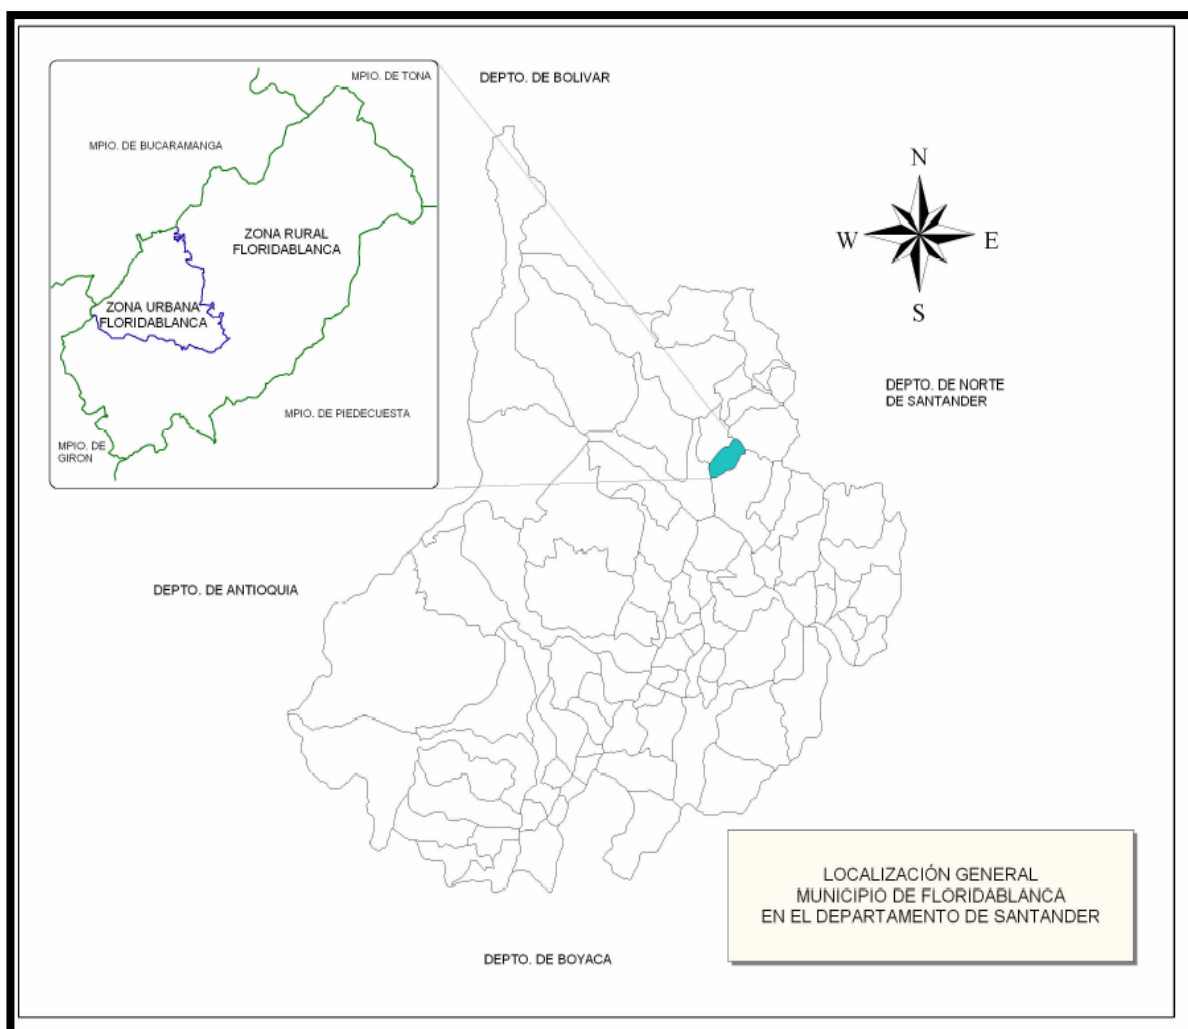 MPIO. DE TONA
DEPTO. DE BOLIVAR
MPIO. DE BUCARAMANGA
N
W
E
S
ZONA RURAL
FLORIDABLANCA
ZONA URBANA
FLORIDABLANCA
MPIO. DE PIEDECUESTA
MPIO. DE
GIRON
DEPTO. DE NORTE
DE SANTANDER
DEPTO. DE ANTIOQUIA
LOCALIZACIÓN GENERAL
MUNICIPIO DE FLORIDABLANCA
EN EL DEPARTAMENTO DE SANTANDER
DEPTO. DE BOYACA